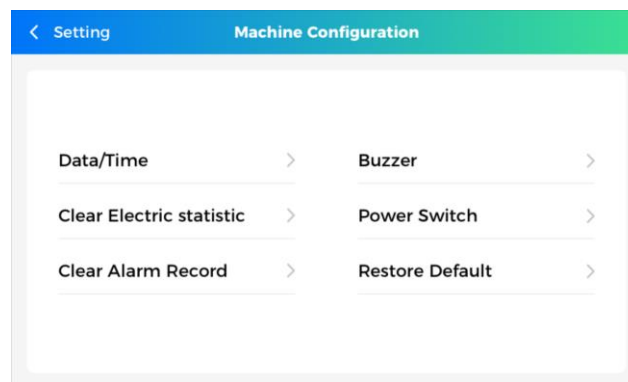 Setting
Machine Configuration
Data/Time
Buzzer
Clear Electric statistic
Power Switch
Clear Alarm Record
Restore Default